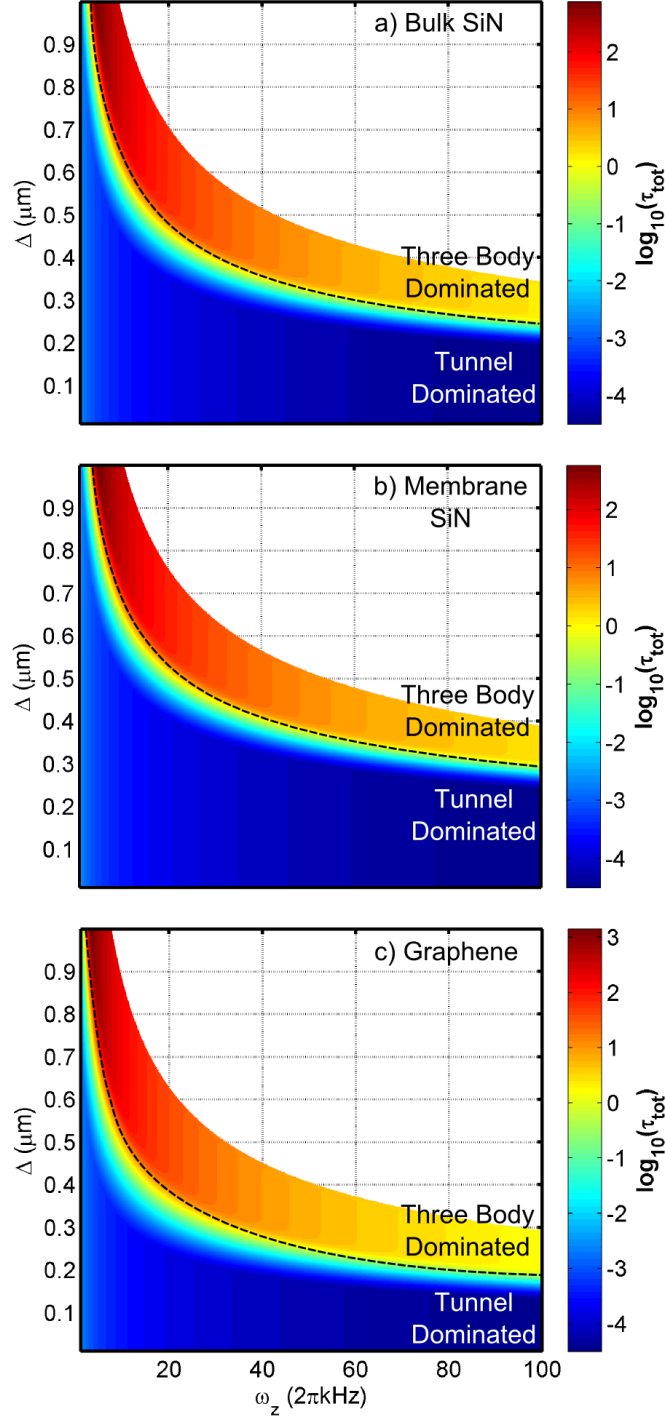 a) Bulk SiN
0.9
0.8
0.7
0.6
0.5
0.4
0.3
0.2
0.1
Δ (μm)
Three Body
Dominated
Tunnel
Dominated
2
1
0
-1
-2
-3
-4
log₁₀(τ_tot)
b) Membrane
SiN
0.9
0.8
0.7
0.6
0.5
0.4
0.3
0.2
0.1
Δ (μm)
Three Body
Dominated
Tunnel
Dominated
2
1
0
-1
-2
-3
-4
log₁₀(τ_tot)
c) Graphene
0.9
0.8
0.7
0.6
0.5
0.4
0.3
0.2
0.1
Δ (μm)
Three Body
Dominated
Tunnel
Dominated
3
2
1
0
-1
-2
-3
-4
log₁₀(τ_tot)
20 40 60 80 100
ω_z (2πkHz)